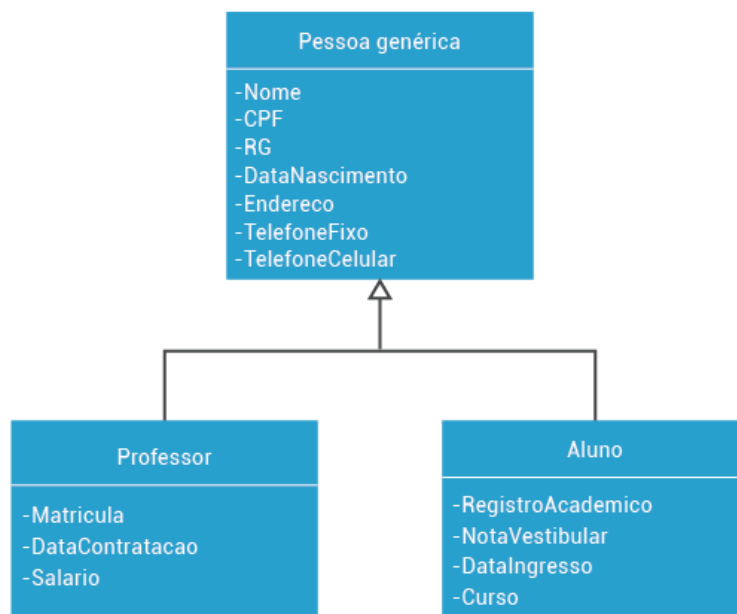 Pessoa genérica
-Nome
-CPF
-RG
-DataNascimento
-Endereco
-TelefoneFixo
-TelefoneCelular
Professor
-Matricula
-DataContratacao
-Salario
Aluno
-RegistroAcademico
-NotaVestibular
-DataIngresso
-Curso